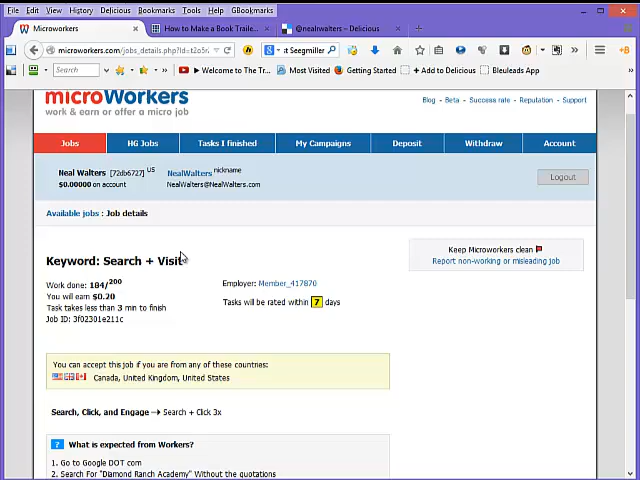 File Edit View History Delicious Bookmarks Tools Help GBookmarks
Microworkers
How to Make a Book Traile...
@nealrwalters – Delicious
microworkers.com/jobs_details.php?Id=
st Seegmiller
Search
Welcome to The Tr...
Most Visited
Getting Started
+ Add to Delicious
Bleuleads App
microWorkers
work & earn or offer a micro job
Blog - Beta - Success rate - Reputation - Support
Jobs
HG Jobs
Tasks I finished
My Campaigns
Deposit
Withdraw
Account
Neal Walters [72db6727] US
$0.00000 on account
NealWalters nickname
NealWalters@NealWalters.com
Logout
Available jobs : Job details
Keyword: Search + Visit
Work done: 184/200
You will earn $0.20
Task takes less than 3 min to finish
Job ID: 3f02301e211c
Employer: Member_417870
Tasks will be rated within 7 days
Keep Microworkers clean
Report non-working or misleading job
You can accept this job if you are from any of these countries:
Canada, United Kingdom, United States
Search, Click, and Engage → Search + Click 3x
? What is expected from Workers?
1. Go to Google DOT com
2. Search For "Diamond Ranch Academy" Without the quotations